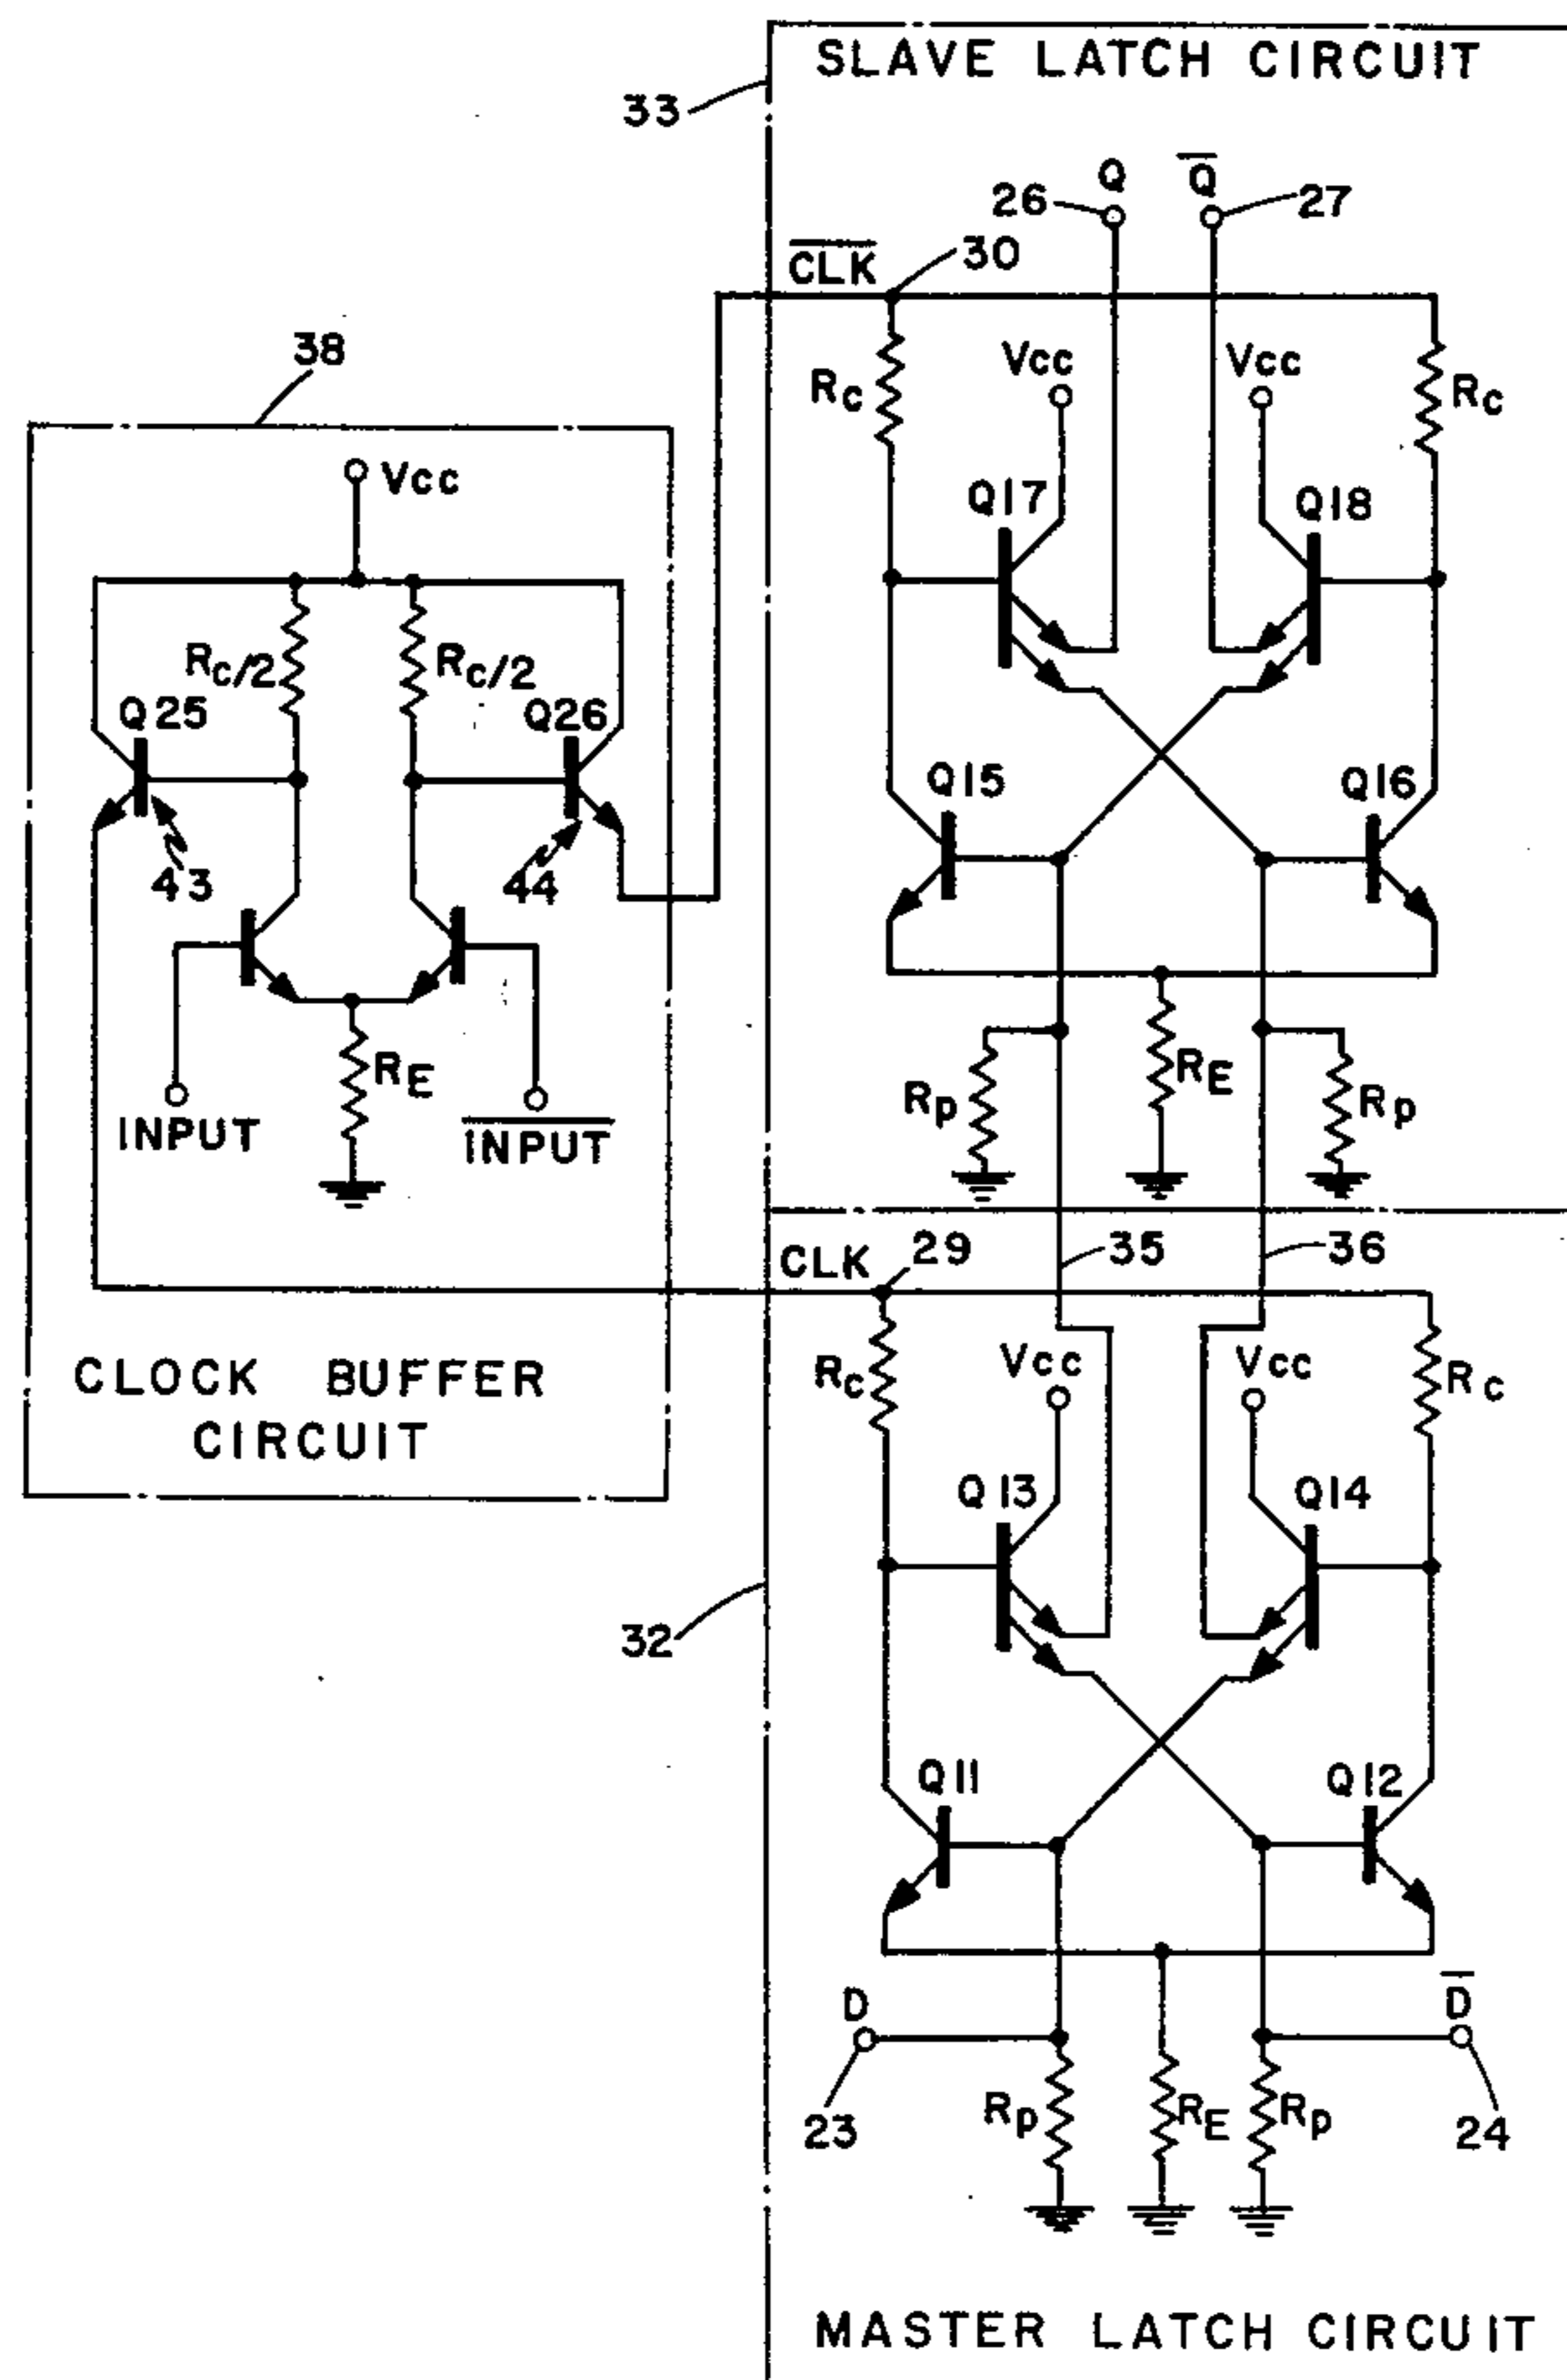 SLAVE LATCH CIRCUIT
33
26
Q
Q̅
27
C̅L̅K̅
30
38
Vcc
Vcc
Rc
Rc
Vcc
Q17
Q18
Rc/2
Rc/2
Q25
Q26
Q15
Q16
43
44
RE
RE
Rp
Rp
INPUT
I̅N̅P̅U̅T̅
CLK
29
35
36
CLOCK BUFFER
CIRCUIT
Rc
Vcc
Vcc
Rc
Q13
Q14
32
Q11
Q12
D
D̅
23
Rp
RE
Rp
24
MASTER LATCH CIRCUIT